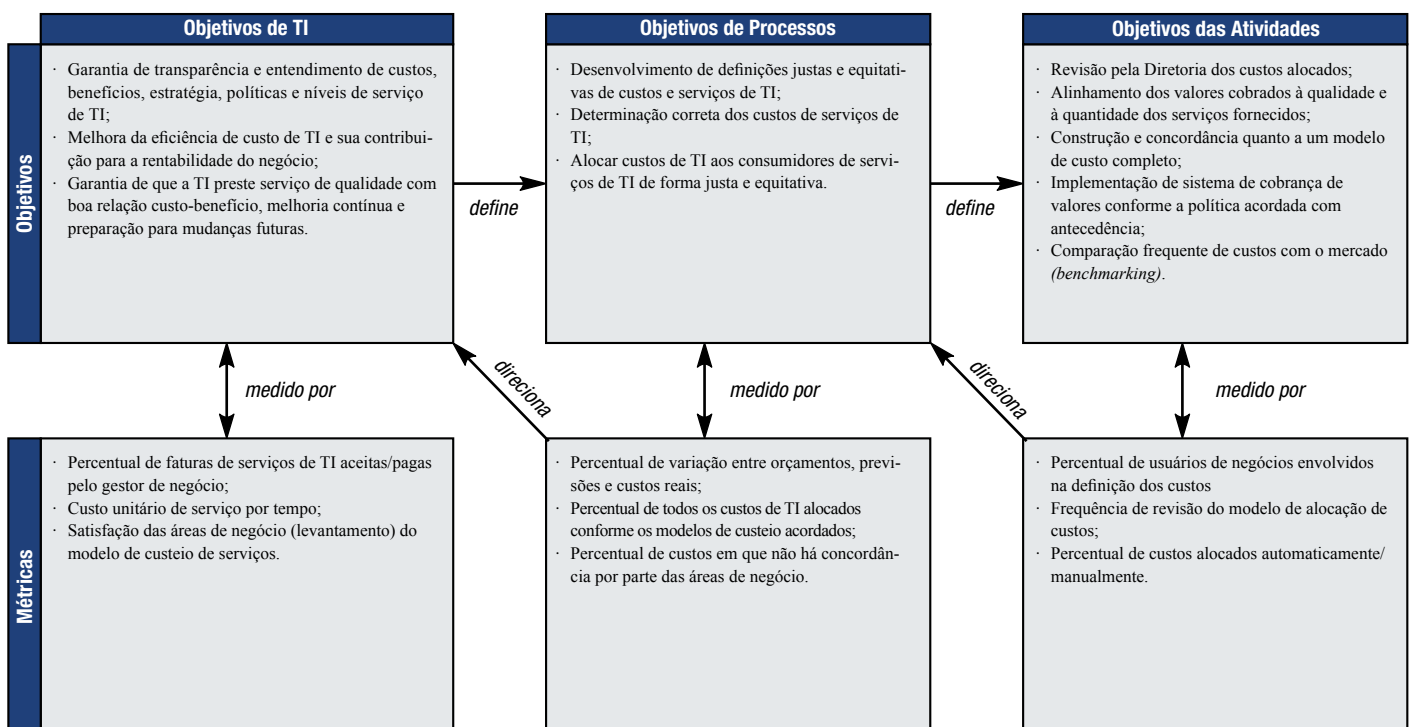 Objetivos de TI
Objetivos de Processos
Objetivos das Atividades
Objetivos
· Garantia de transparência e entendimento de custos,
benefícios, estratégia, políticas e níveis de serviço
de TI;
· Melhora da eficiência de custo de TI e sua contribui-
ção para a rentabilidade do negócio;
· Garantia de que a TI preste serviço de qualidade com
boa relação custo-benefício, melhoria contínua e
preparação para mudanças futuras.
define
· Desenvolvimento de definições justas e equitati-
vas de custos e serviços de TI;
· Determinação correta dos custos de serviços de
TI;
· Alocar custos de TI aos consumidores de servi-
ços de TI de forma justa e equitativa.
define
· Revisão pela Diretoria dos custos alocados;
· Alinhamento dos valores cobrados à qualidade e
à quantidade dos serviços fornecidos;
· Construção e concordância quanto a um modelo
de custo completo;
· Implementação de sistema de cobrança de
valores conforme a política acordada com
antecedência;
· Comparação frequente de custos com o mercado
(benchmarking).
medido por
direciona
medido por
direciona
medido por
Métricas
· Percentual de faturas de serviços de TI aceitas/pagas
pelo gestor de negócio;
· Custo unitário de serviço por tempo;
· Satisfação das áreas de negócio (levantamento) do
modelo de custeio de serviços.
· Percentual de variação entre orçamentos, previ-
sões e custos reais;
· Percentual de todos os custos de TI alocados
conforme os modelos de custeio acordados;
· Percentual de custos em que não há concordân-
cia por parte das áreas de negócio.
· Percentual de usuários de negócios envolvidos
na definição dos custos
· Frequência de revisão do modelo de alocação de
custos;
· Percentual de custos alocados automaticamente/
manualmente.